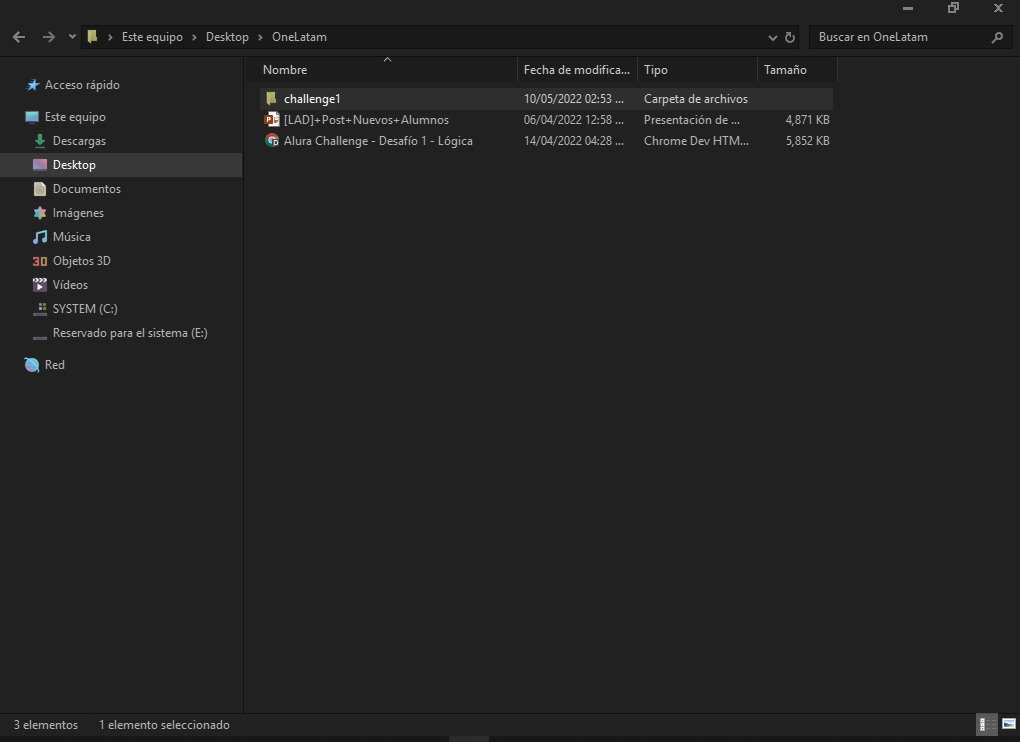 Este equipo Desktop OneLatam Buscar en OneLatam
Acceso rápido
Este equipo
Descargas
Desktop
Documentos
Imágenes
Música
Objetos 3D
Vídeos
SYSTEM (C:)
Reservado para el sistema (E:)
Red
Nombre Fecha de modifica... Tipo Tamaño
challenge1 10/05/2022 02:53 ... Carpeta de archivos
[LAD]+Post+Nuevos+Alumnos 06/04/2022 12:58 ... Presentación de ... 4,871 KB
Alura Challenge - Desafío 1 - Lógica 14/04/2022 04:28 ... Chrome Dev HTM... 5,852 KB
3 elementos 1 elemento seleccionado